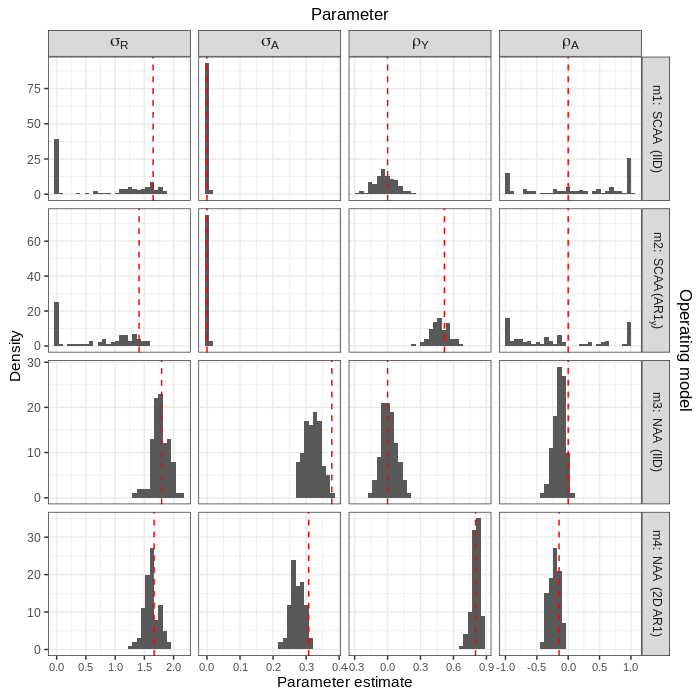 Parameter
σR σA ρY ρA
75
50
25
0
m1: SCAA (IID)
60
40
20
0
m2: SCAA (AR1y)
30
20
10
0
m3: NAA (IID)
30
20
10
0
m4: NAA (2D AR1)
Density
Operating model
0.0 0.5 1.0 1.5 2.0 0.0 0.1 0.2 0.3 0.4 -0.3 0.0 0.3 0.6 0.9 -1.0 -0.5 0.0 0.5 1.0
Parameter estimate